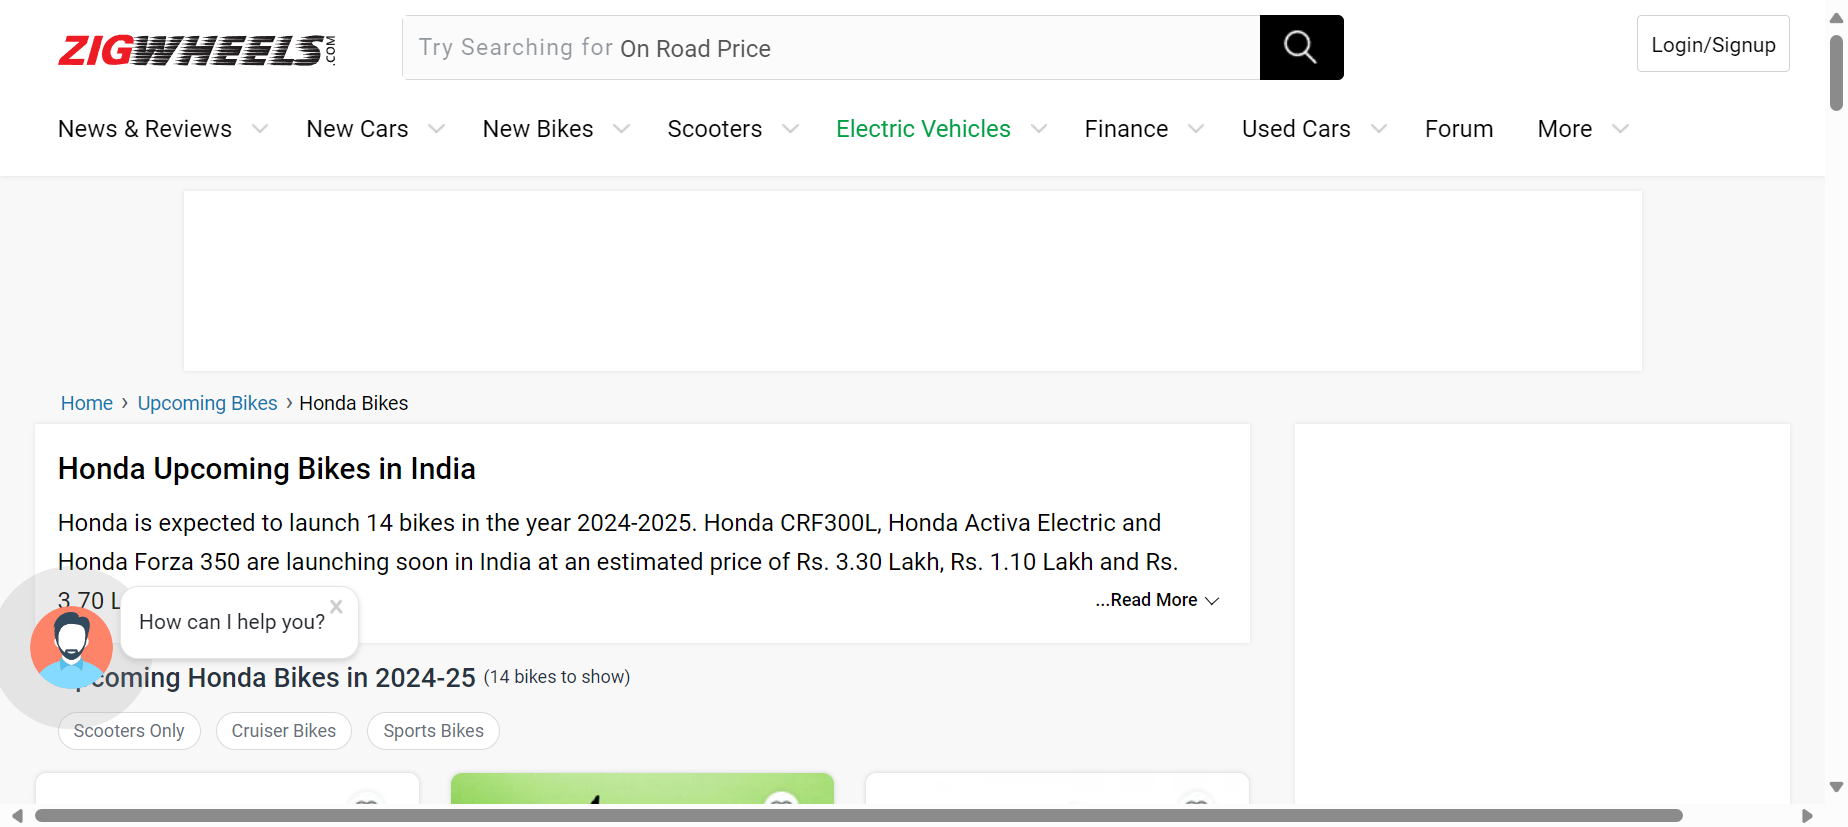 ZIGWHEELS.COM
Try Searching for On Road Price
Login/Signup
News & Reviews New Cars New Bikes Scooters Electric Vehicles Finance Used Cars Forum More
Home › Upcoming Bikes › Honda Bikes
Honda Upcoming Bikes in India
Honda is expected to launch 14 bikes in the year 2024-2025. Honda CRF300L, Honda Activa Electric and
Honda Forza 350 are launching soon in India at an estimated price of Rs. 3.30 Lakh, Rs. 1.10 Lakh and Rs.
3.70 L
...Read More
How can I help you?
x
pcoming Honda Bikes in 2024-25 (14 bikes to show)
Scooters Only Cruiser Bikes Sports Bikes